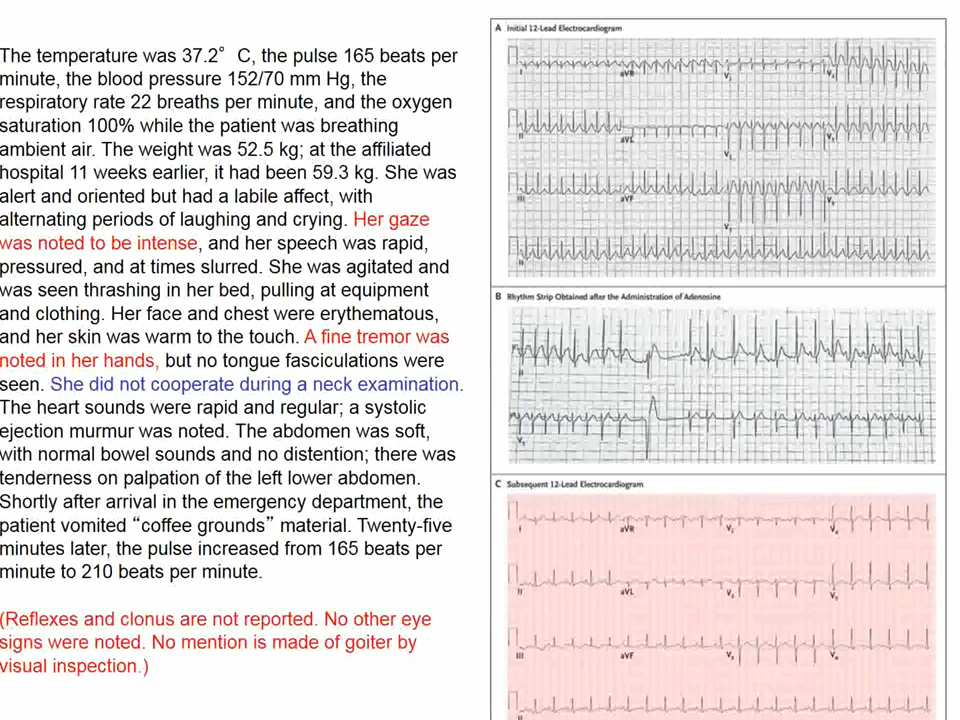 The temperature was 37.2° C, the pulse 165 beats per
minute, the blood pressure 152/70 mm Hg, the
respiratory rate 22 breaths per minute, and the oxygen
saturation 100% while the patient was breathing
ambient air. The weight was 52.5 kg; at the affiliated
hospital 11 weeks earlier, it had been 59.3 kg. She was
alert and oriented but had a labile affect, with
alternating periods of laughing and crying. Her gaze
was noted to be intense, and her speech was rapid,
pressured, and at times slurred. She was agitated and
was seen thrashing in her bed, pulling at equipment
and clothing. Her face and chest were erythematous,
and her skin was warm to the touch. A fine tremor was
noted in her hands, but no tongue fasciculations were
seen. She did not cooperate during a neck examination.
The heart sounds were rapid and regular; a systolic
ejection murmur was noted. The abdomen was soft,
with normal bowel sounds and no distention; there was
tenderness on palpation of the left lower abdomen.
Shortly after arrival in the emergency department, the
patient vomited “coffee grounds” material. Twenty-five
minutes later, the pulse increased from 165 beats per
minute to 210 beats per minute.
(Reflexes and clonus are not reported. No other eye
signs were noted. No mention is made of goiter by
visual inspection.)
A Initial 12-Lead Electrocardiogram
I aVR
II aVL
III aVF
II
B Rhythm Strip Obtained after the Administration of Adenosine
II
C Subsequent 12-Lead Electrocardiogram
I aVR
II aVL
III aVF
II